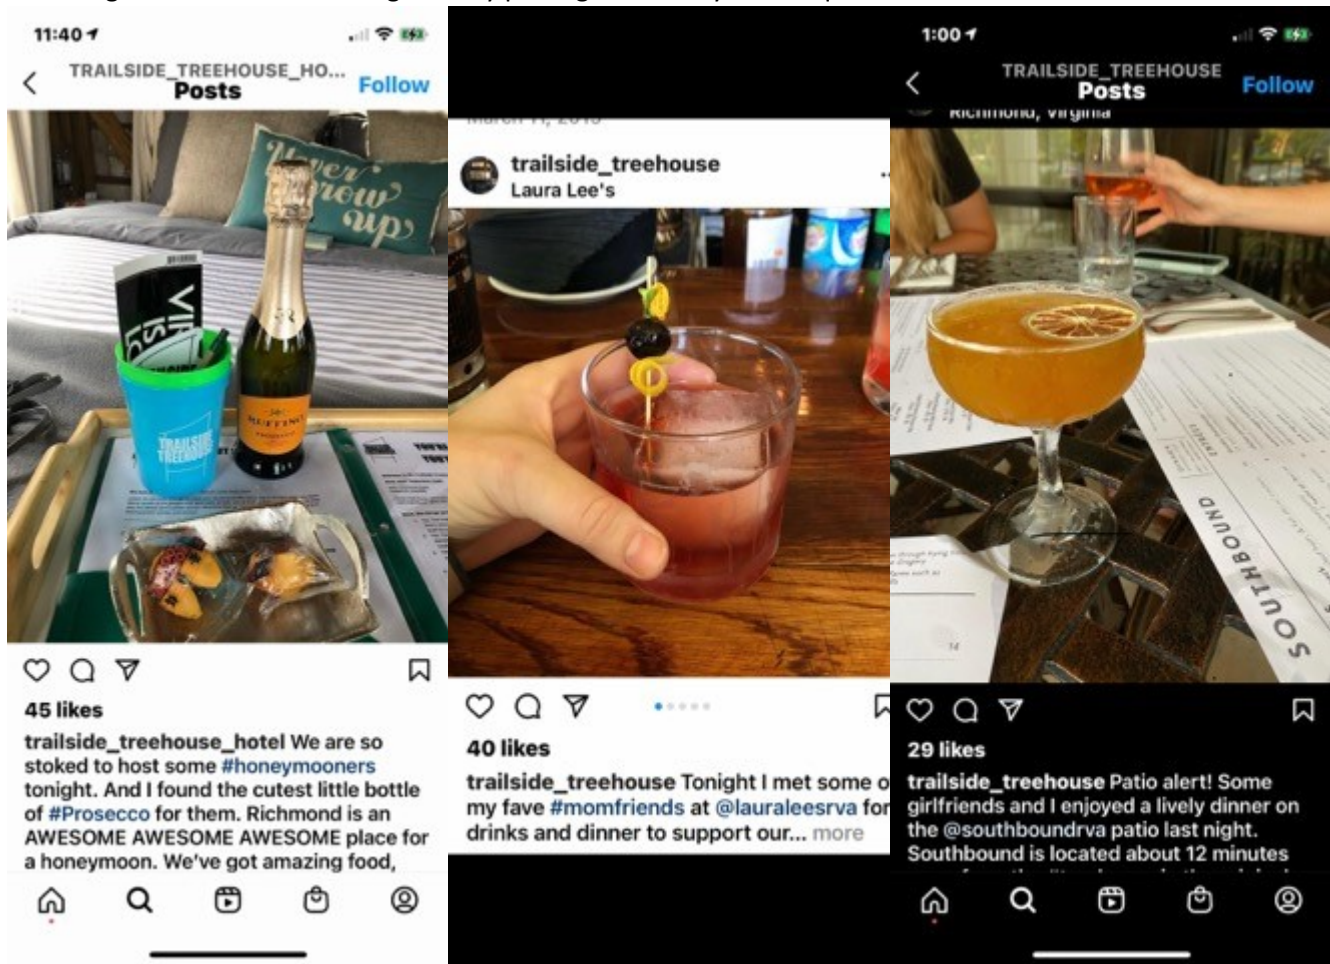 11:40
TRAILSIDE_TREEHOUSE_HO...
Posts
Follow
Never
grow
up
TRAILSIDE
TREEHOUSE
RUFFINO
PROSECCO
45 likes
trailside_treehouse_hotel We are so
stoked to host some #honeymooners
tonight. And I found the cutest little bottle
of #Prosecco for them. Richmond is an
AWESOME AWESOME AWESOME place for
a honeymoon. We've got amazing food,
trailside_treehouse
Laura Lee's
40 likes
trailside_treehouse Tonight I met some o
my fave #momfriends at @lauraleesrva for
drinks and dinner to support our... more
1:00
TRAILSIDE_TREEHOUSE
Posts
Follow
Richmond, Virginia
ENTREES
SOUTHBOUND
14
29 likes
trailside_treehouse Patio alert! Some
girlfriends and I enjoyed a lively dinner on
the @southboundrva patio last night.
Southbound is located about 12 minutes